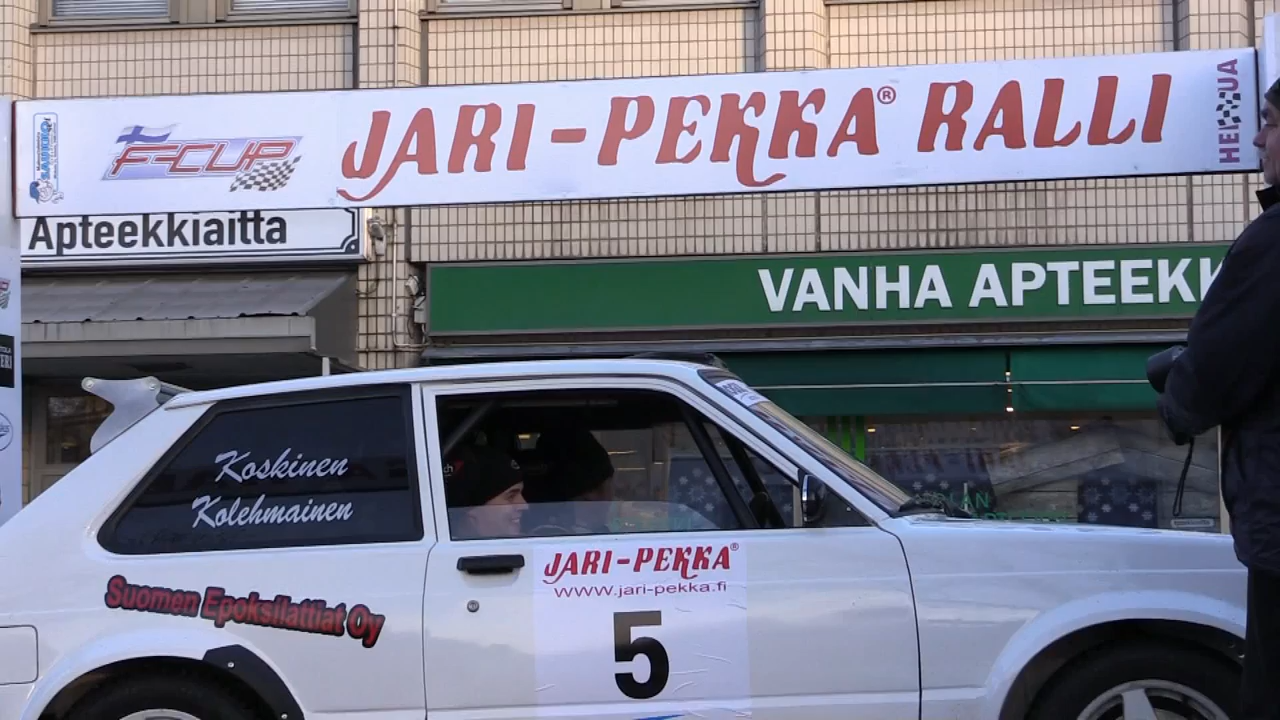 SAUKKO
F-CUP
JARI-PEKKA® RALLI
Apteekkiaitta
VANHA APTEEKK
Koskinen
Kolehmainen
Suomen Epoksilattiat Oy
JARI-PEKKA®
www.jari-pekka.fi
5